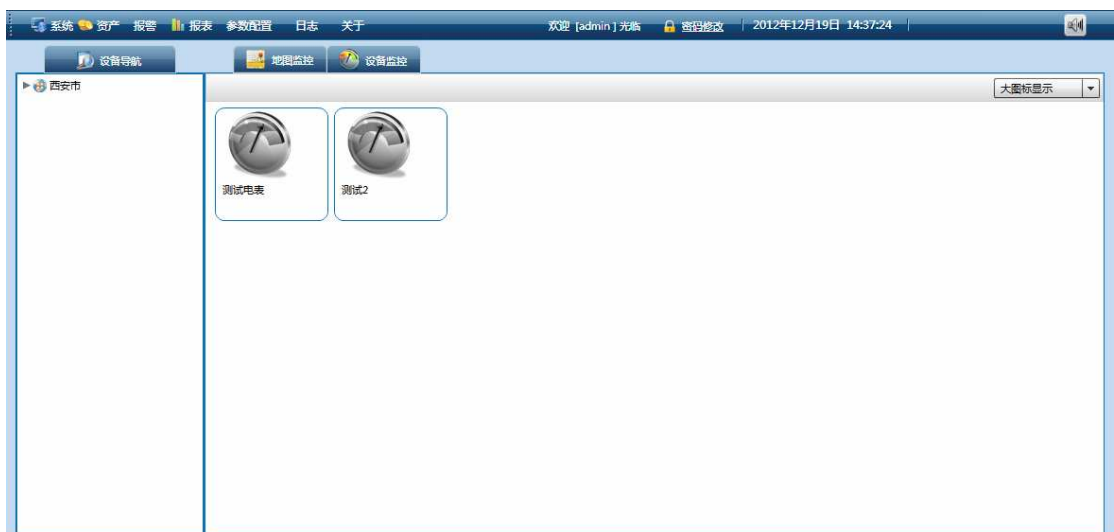 系统 资产 报警 报表 参数配置 日志 关于 欢迎 [admin] 光临 密码修改 2012年12月19日 14:37:24
设备导航 地图监控 设备监控
西安市 大图标显示
测试电表 测试2